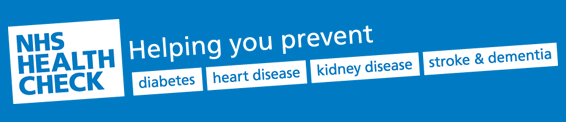 NHS
HEALTH
CHECK
Helping you prevent
diabetes heart disease kidney disease stroke & dementia